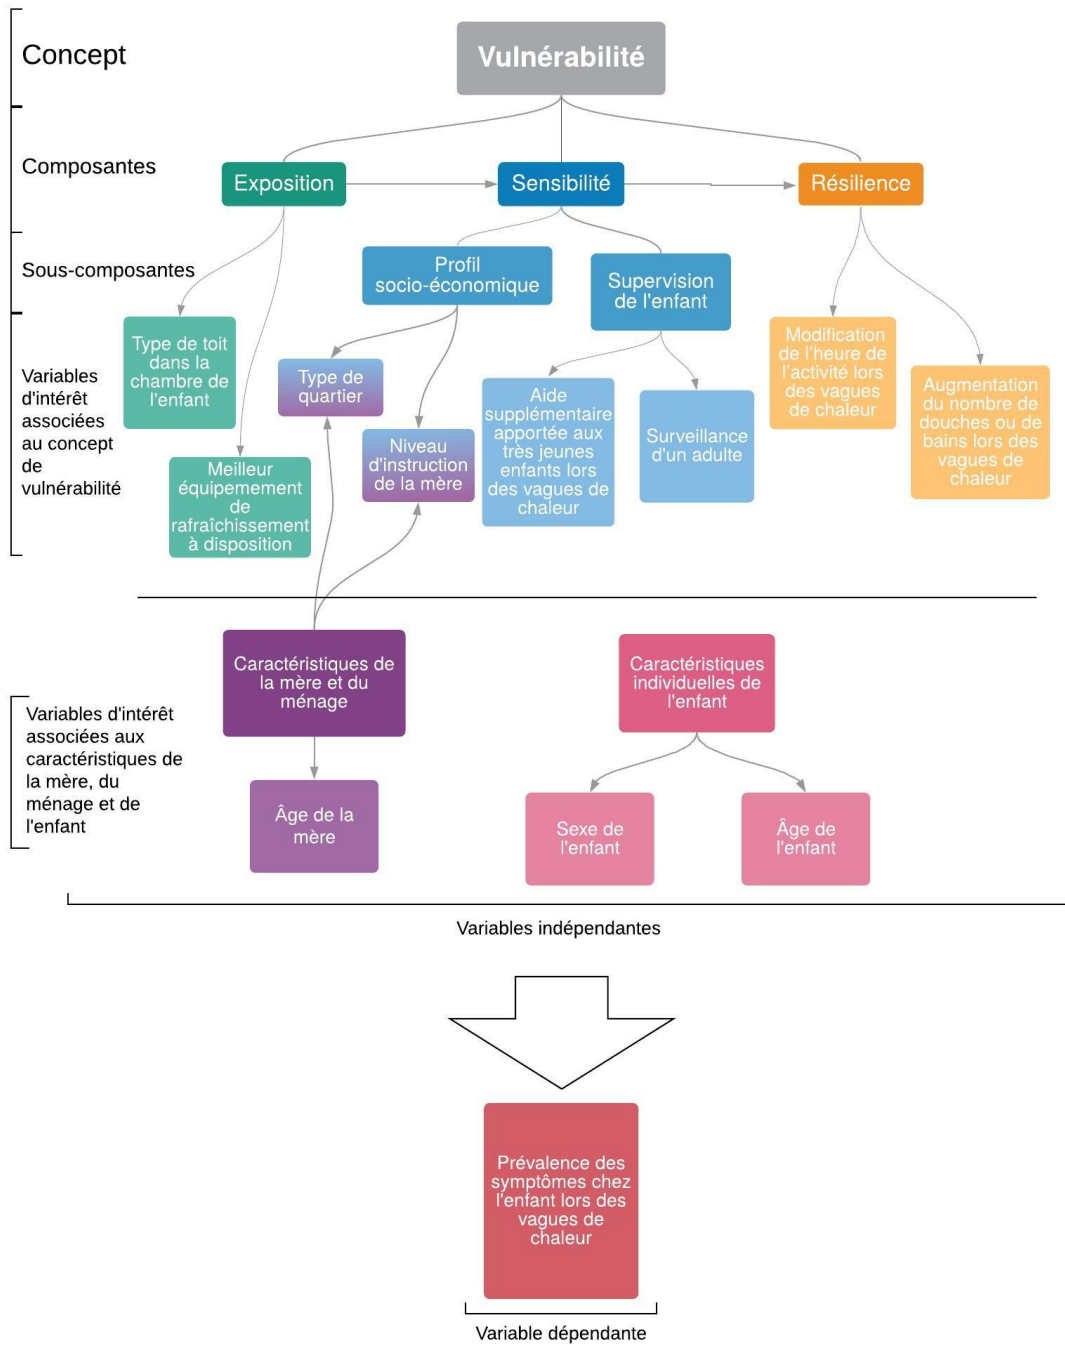 Concept
Vulnérabilité
Composantes
Exposition
Sensibilité
Résilience
Sous-composantes
Profil
socio-économique
Supervision
de l'enfant
Variables
d'intérêt
associées
au concept
de
vulnérabilité
Type de toit
dans la
chambre de
l'enfant
Meilleur
équipemement
de
rafraîchissement
à disposition
Type de
quartier
Niveau
d'instruction
de la mère
Aide
supplémentaire
apportée aux
très jeunes
enfants lors
des vagues de
chaleur
Surveillance
d'un adulte
Modification
de l'heure de
l'activité lors
des vagues
de chaleur
Augmentation
du nombre de
douches ou de
bains lors des
vagues de
chaleur
Variables d'intérêt
associées aux
caractéristiques de
la mère, du
ménage et de
l'enfant
Caractéristiques de
la mère et du
ménage
Caractéristiques
individuelles de
l'enfant
Âge de la
mère
Sexe de
l'enfant
Âge de
l'enfant
Variables indépendantes
Prévalence des
symptômes chez
l'enfant lors des
vagues de
chaleur
Variable dépendante